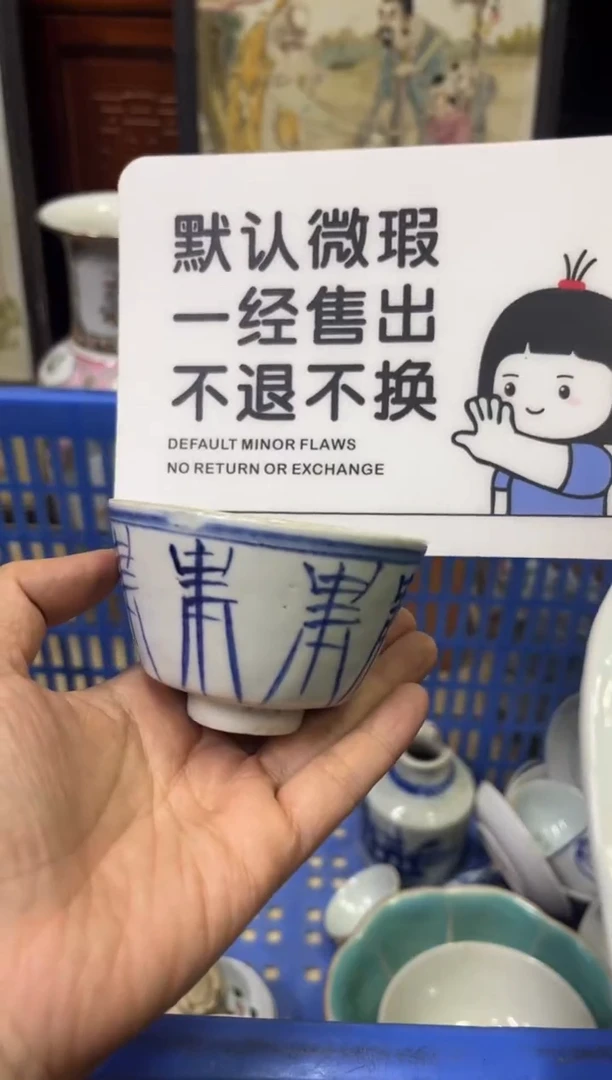 默认微瑕
一经售出
不退不换
DEFAULT MINOR FLAWS
NO RETURN OR EXCHANGE